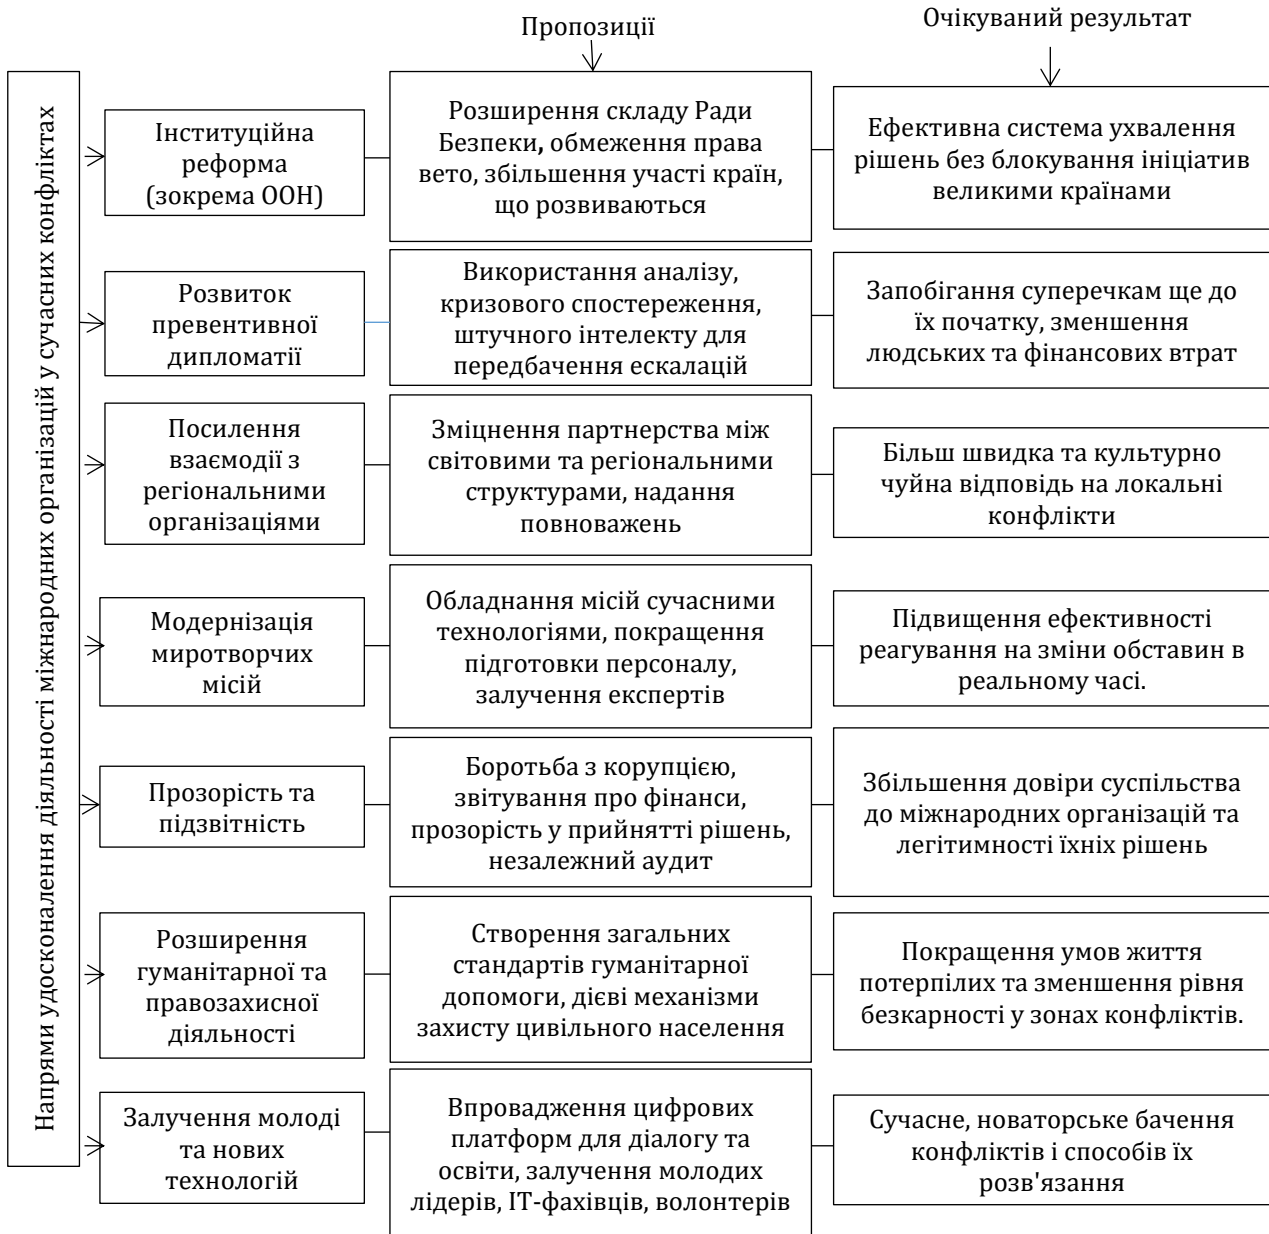 Пропозиції
Очікуваний результат
Напрями удосконалення діяльності міжнародних організацій у сучасних конфліктах
Інституційна
реформа
(зокрема ООН)
Розширення складу Ради
Безпеки, обмеження права
вето, збільшення участі країн,
що розвиваються
Ефективна система ухвалення
рішень без блокування ініціатив
великими країнами
Розвиток
превентивної
дипломатії
Використання аналізу,
кризового спостереження,
штучного інтелекту для
передбачення ескалацій
Запобігання суперечкам ще до
їх початку, зменшення
людських та фінансових втрат
Посилення
взаємодії з
регіональними
організаціями
Зміцнення партнерства між
світовими та регіональними
структурами, надання
повноважень
Більш швидка та культурно
чуйна відповідь на локальні
конфлікти
Модернізація
миротворчих
місій
Обладнання місій сучасними
технологіями, покращення
підготовки персоналу,
залучення експертів
Підвищення ефективності
реагування на зміни обставин в
реальному часі.
Прозорість та
підзвітність
Боротьба з корупцією,
звітування про фінанси,
прозорість у прийнятті рішень,
незалежний аудит
Збільшення довіри суспільства
до міжнародних організацій та
легітимності їхніх рішень
Розширення
гуманітарної та
правозахисної
діяльності
Створення загальних
стандартів гуманітарної
допомоги, дієві механізми
захисту цивільного населення
Покращення умов життя
потерпілих та зменшення рівня
безкарності у зонах конфліктів.
Залучення молоді
та нових
технологій
Впровадження цифрових
платформ для діалогу та
освіти, залучення молодих
лідерів, ІТ-фахівців, волонтерів
Сучасне, новаторське бачення
конфліктів і способів їх
розв'язання